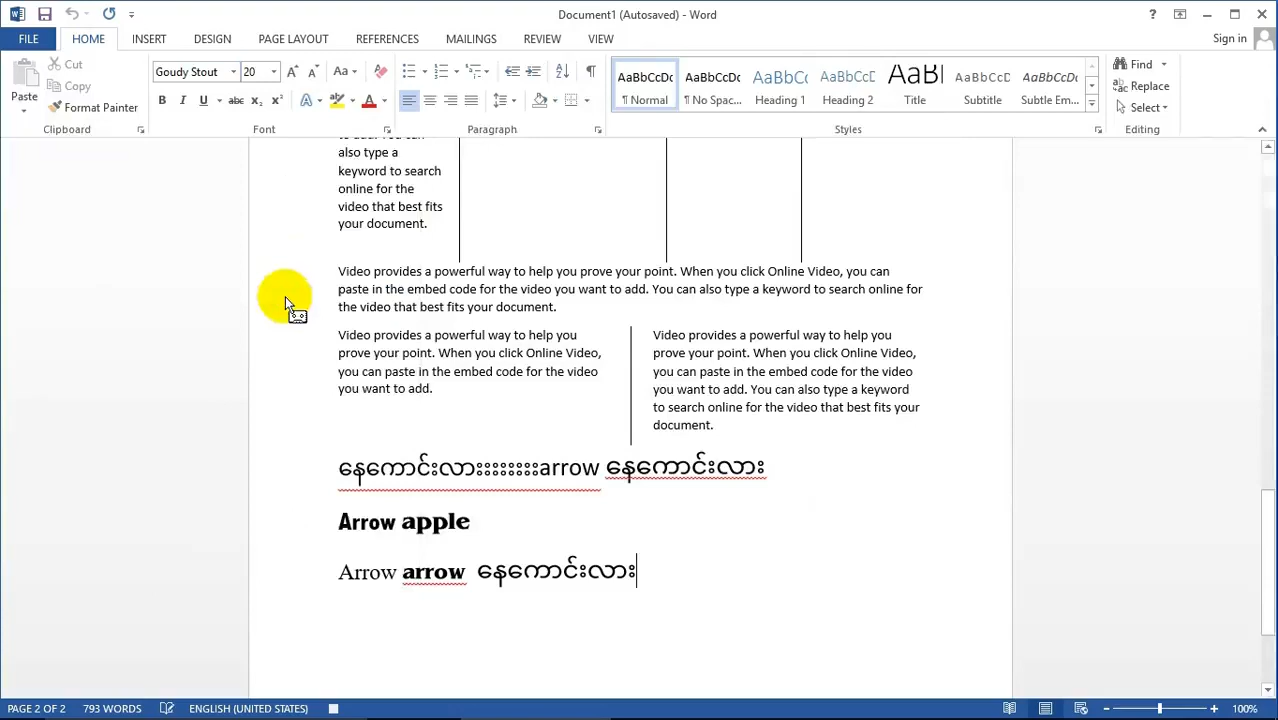 Document1 (Autosaved) - Word
FILE HOME INSERT DESIGN PAGE LAYOUT REFERENCES MAILINGS REVIEW VIEW Sign in
Paste Cut Copy Format Painter Clipboard
Goudy Stout 20 Aa B I U abc x₂ x² A A Font
Paragraph
AaBbCcDc ¶ Normal AaBbCcDc ¶ No Spac... AaBbCc Heading AaBbCcD Heading 2 AaBl Title AaBbCcD Subtitle AaBbCcDc Subtle Em... Styles
Find Replace Select Editing
also type a
keyword to search
online for the
video that best fits
your document.
Video provides a powerful way to help you prove your point. When you click Online Video, you can
paste in the embed code for the video you want to add. You can also type a keyword to search online for
the video that best fits your document.
Video provides a powerful way to help you
prove your point. When you click Online Video,
you can paste in the embed code for the video
you want to add.
Video provides a powerful way to help you
prove your point. When you click Online Video,
you can paste in the embed code for the video
you want to add. You can also type a keyword
to search online for the video that best fits your
document.
နေကောင်းလားးးးးးးးးarrow နေကောင်းလား
Arrow apple
Arrow arrow နေကောင်းလား
PAGE 2 OF 2 793 WORDS ENGLISH (UNITED STATES) 100%